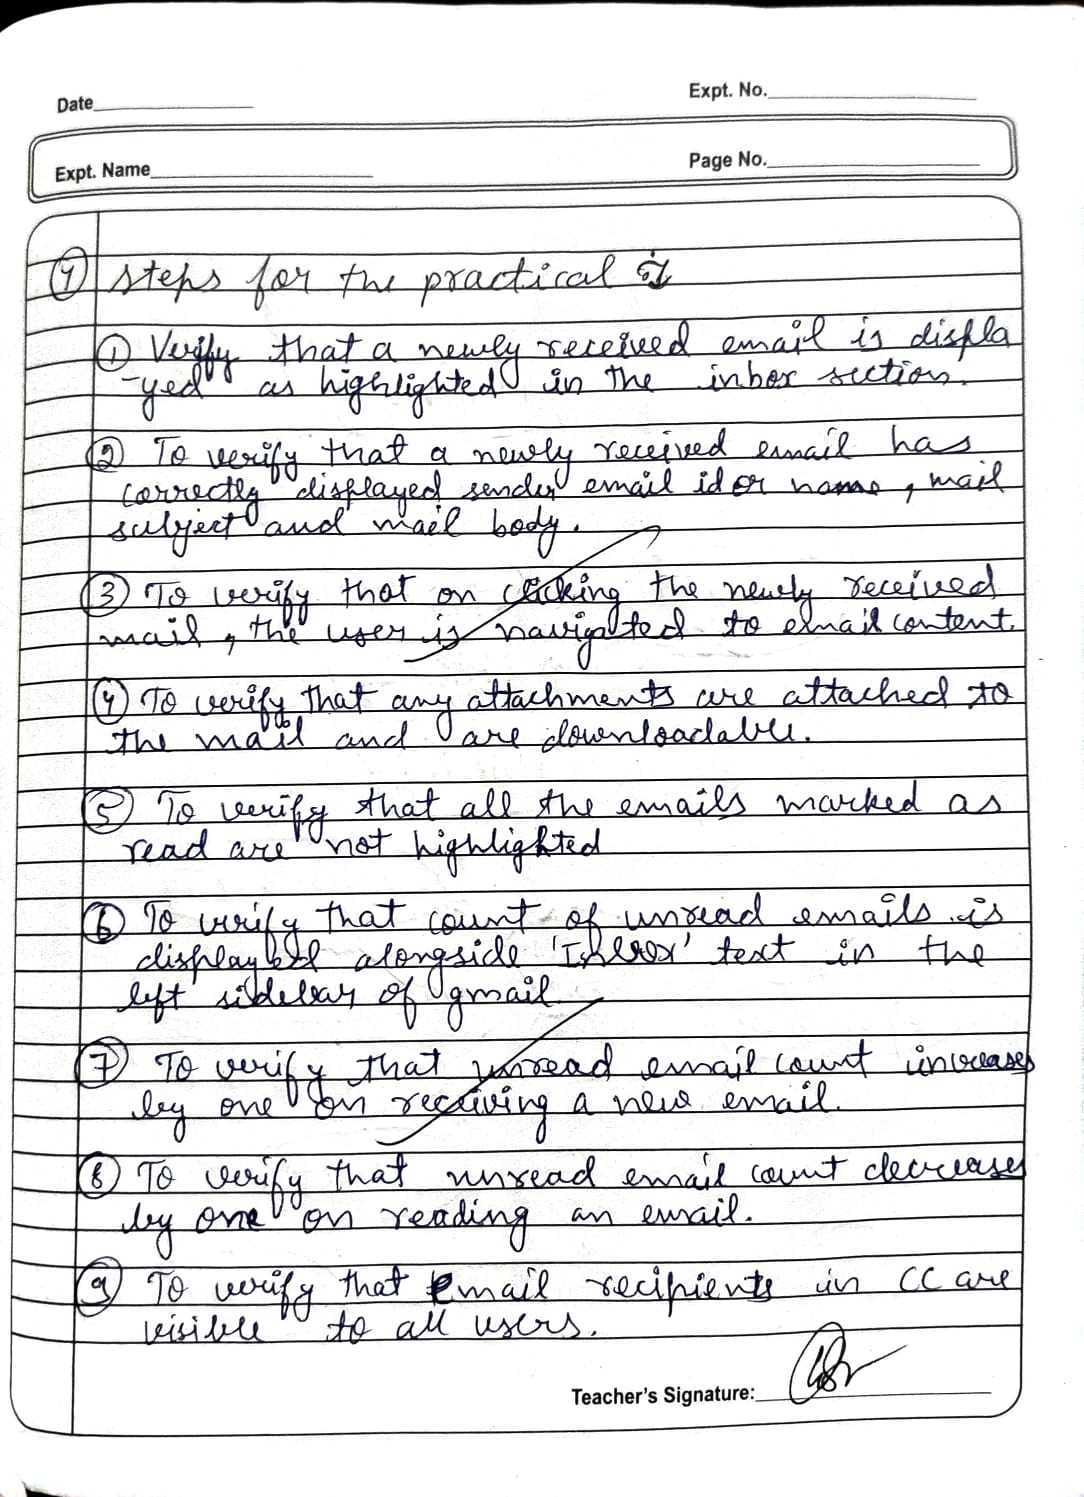 Date
Expt. No.
Expt. Name
Page No.
④ steps for the practical :
① Verify that a newly received email is displa
-yed as highlighted in the inbox section.
② To verify that a newly received email has
correctly displayed sender email id or name, mail
subject and mail body.
③ To verify that on clicking the newly received
mail, the user is navigated to email content.
④ To verify that any attachments are attached to
the mail and are downloadable.
⑤ To verify that all the emails marked as
read are not highlighted
⑥ To verify that count of unread emails is
displayed alongside 'Inbox' text in the
left sidebar of gmail.
⑦ To verify that unread email count increases
by one on receiving a new email.
⑧ To verify that unread email count decreases
by one on reading an email.
⑨ To verify that Email recipients in CC are
visible to all users.
Teacher's Signature: